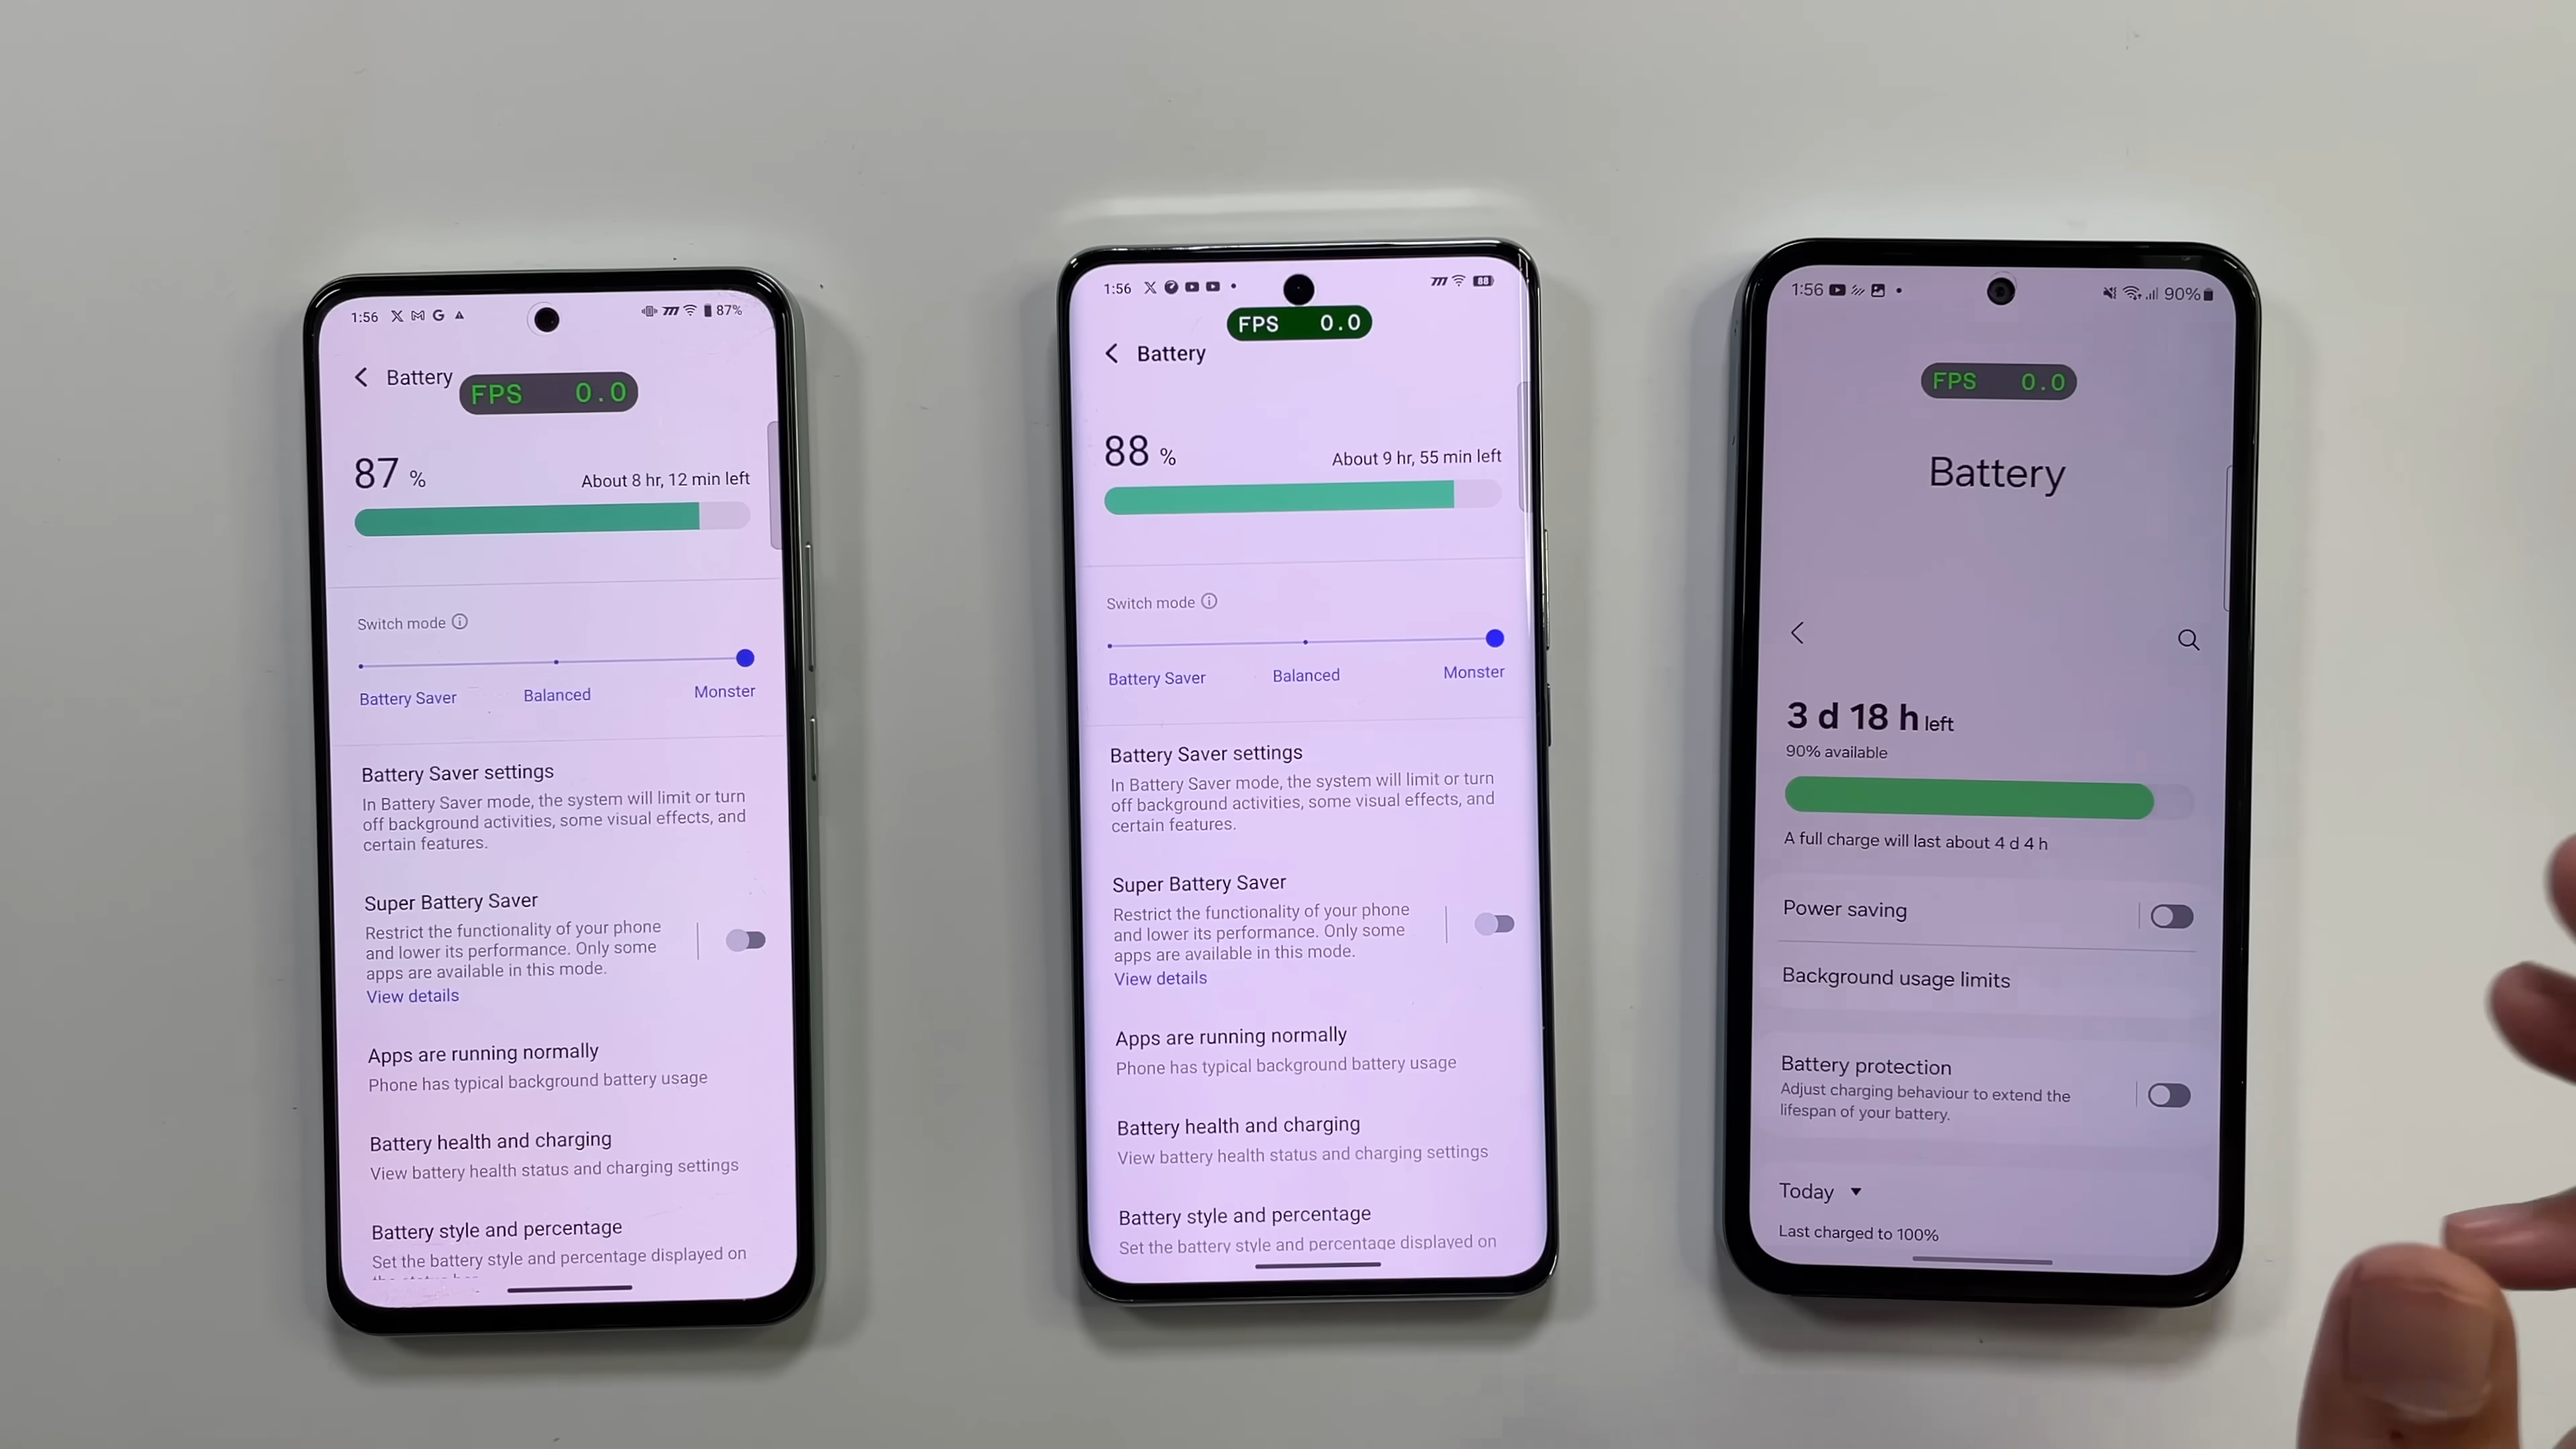 1:56
87%
Battery
FPS 0.0
87 %
About 8 hr, 12 min left
Switch mode
Battery Saver
Balanced
Monster
Battery Saver settings
In Battery Saver mode, the system will limit or turn
off background activities, some visual effects, and
certain features.
Super Battery Saver
Restrict the functionality of your phone
and lower its performance. Only some
apps are available in this mode.
View details
Apps are running normally
Phone has typical background battery usage
Battery health and charging
View battery health status and charging settings
Battery style and percentage
Set the battery style and percentage displayed on
1:56
88
FPS 0.0
Battery
88 %
About 9 hr, 55 min left
Switch mode
Battery Saver
Balanced
Monster
Battery Saver settings
In Battery Saver mode, the system will limit or turn
off background activities, some visual effects, and
certain features.
Super Battery Saver
Restrict the functionality of your phone
and lower its performance. Only some
apps are available in this mode.
View details
Apps are running normally
Phone has typical background battery usage
Battery health and charging
View battery health status and charging settings
Battery style and percentage
Set the battery style and percentage displayed on
1:56
90%
FPS 0.0
Battery
3 d 18 h left
90% available
A full charge will last about 4 d 4 h
Power saving
Background usage limits
Battery protection
Adjust charging behaviour to extend the
lifespan of your battery.
Today
Last charged to 100%